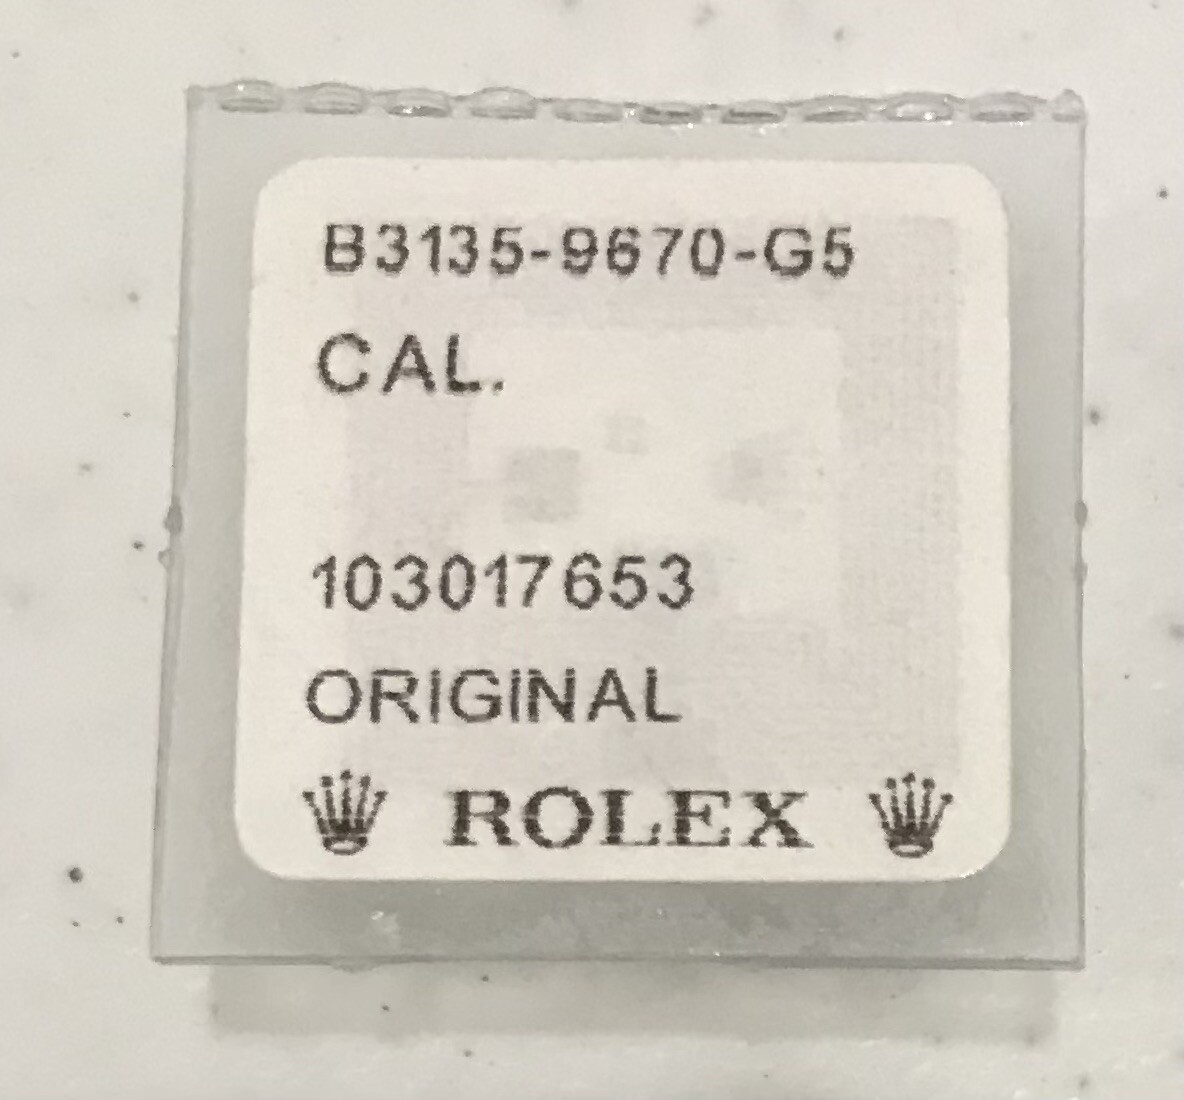 B3135-9670-G5
CAL.
103017653
ORIGINAL
ROLEX